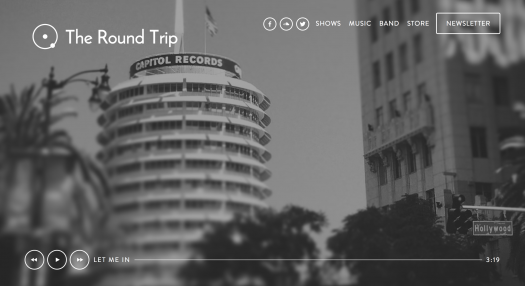 The Round Trip
SHOWS MUSIC BAND STORE NEWSLETTER
CAPITOL RECORDS
Hollywood
LET ME IN 3:19